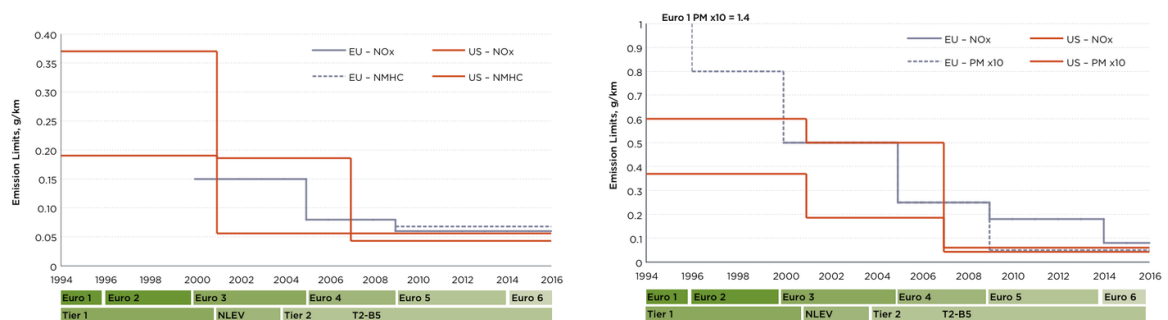 Euro 1 PM x10 = 1.4
0.40
0.35
0.30
0.25
0.20
0.15
0.10
0.05
0
Emission Limits, g/km
EU – NOx
US – NOx
EU – NMHC
US – NMHC
1994 1996 1998 2000 2002 2004 2006 2008 2010 2012 2014 2016
Euro 1 Euro 2 Euro 3 Euro 4 Euro 5 Euro 6
Tier 1 NLEV Tier 2 T2-B5
1
0.9
0.8
0.7
0.6
0.5
0.4
0.3
0.2
0.1
0
Emission Limits, g/km
EU – NOx
US – NOx
EU – PM x10
US – PM x10
1994 1996 1998 2000 2002 2004 2006 2008 2010 2012 2014 2016
Euro 1 Euro 2 Euro 3 Euro 4 Euro 5 Euro 6
Tier 1 NLEV Tier 2 T2-B5